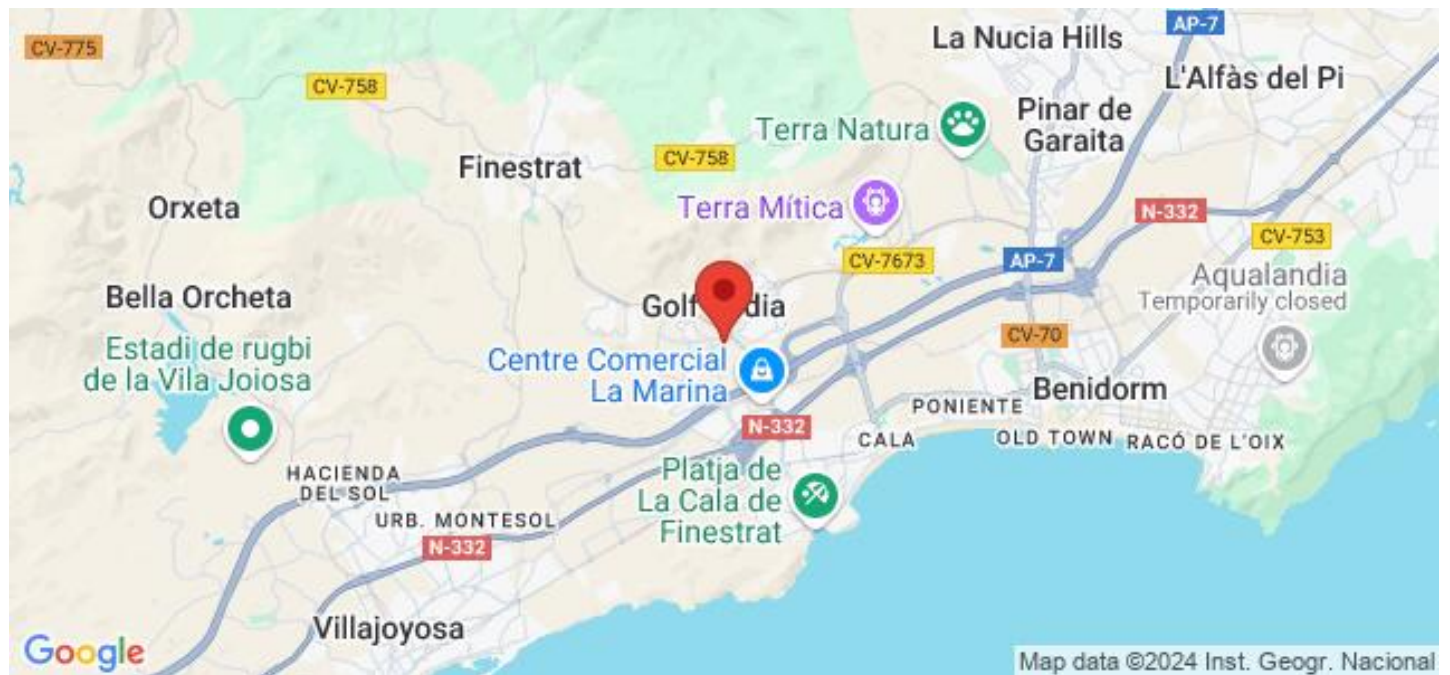 AP-7
CV-775
La Nucia Hills
L'Alfàs del Pi
CV-758
Terra Natura
Pinar de
Garaita
Finestrat
CV-758
Orxeta
Terra Mítica
N-332
CV-753
CV-7673
AP-7
Aqualandia
Temporarily closed
Bella Orcheta
CV-70
Estadi de rugbi
de la Vila Joiosa
Centre Comercial
La Marina
Benidorm
PONIENTE
N-332
CALA
OLD TOWN
RACÓ DE L'OIX
HACIENDA
DEL SOL
Platja de
La Cala de
Finestrat
URB. MONTESOL
N-332
Villajoyosa
Google
Map data ©2024 Inst. Geogr. Nacional